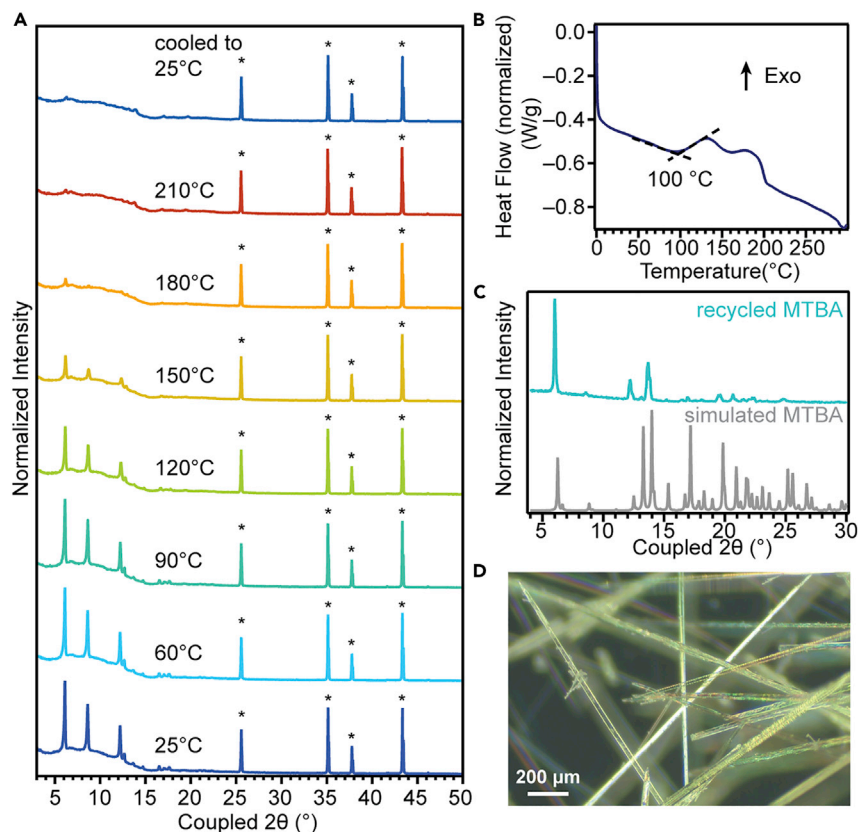 A
cooled to
25°C
210°C
180°C
150°C
120°C
90°C
60°C
25°C
* * * *
* * * *
* * * *
* * * *
* * * *
* * * *
* * * *
* * * *
Normalized Intensity
5 10 15 20 25 30 35 40 45 50
Coupled 2θ (°)
B
0.0
−0.2
−0.4
−0.6
−0.8
Heat Flow (normalized)
(W/g)
Exo
100 °C
0 50 100 150 200 250
Temperature(°C)
C
recycled MTBA
simulated MTBA
Normalized Intensity
5 10 15 20 25 30
Coupled 2θ (°)
D
200 µm